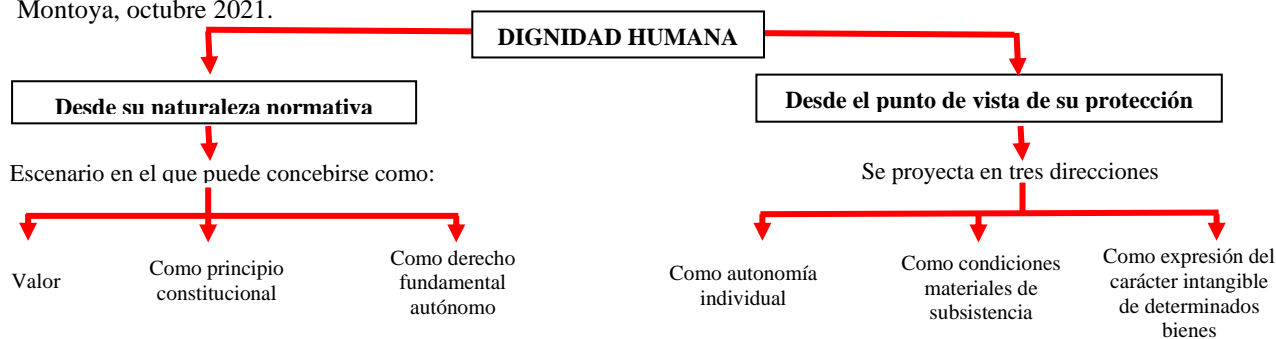 Montoya, octubre 2021.
DIGNIDAD HUMANA
Desde su naturaleza normativa
Desde el punto de vista de su protección
Escenario en el que puede concebirse como:
Se proyecta en tres direcciones
Valor
Como principio
constitucional
Como derecho
fundamental
autónomo
Como autonomía
individual
Como condiciones
materiales de
subsistencia
Como expresión del
carácter intangible
de determinados
bienes